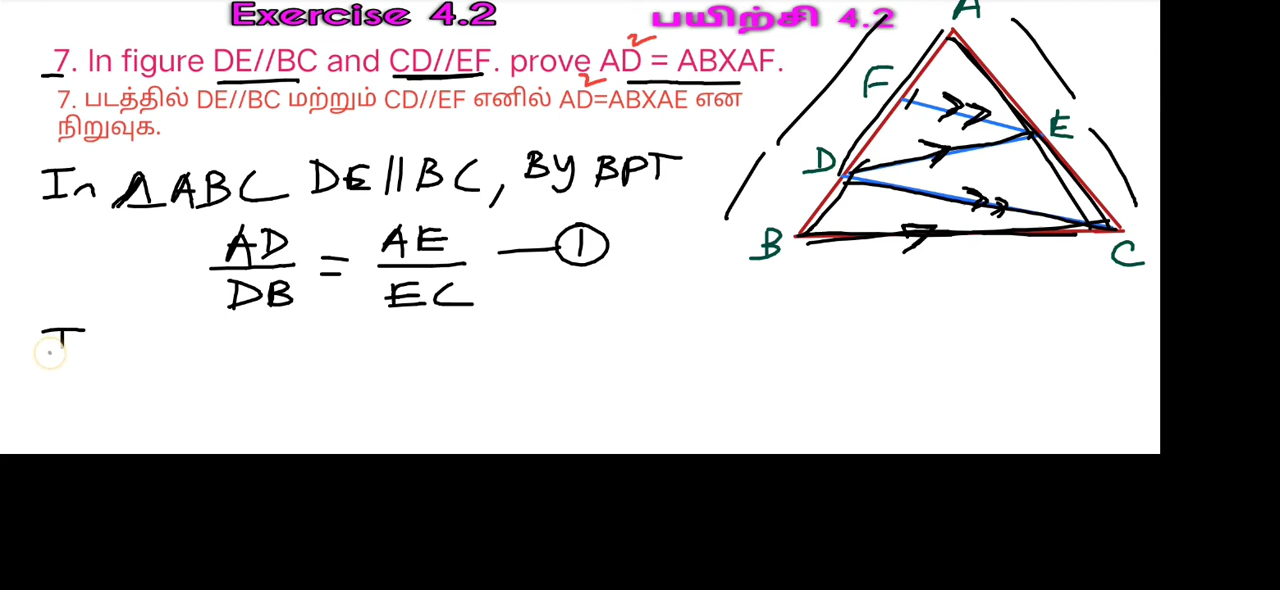 Exercise 4.2 பயிற்சி 4.2
7. In figure DE//BC and CD//EF. prove AD² = ABXAF.
7. படத்தில் DE//BC மற்றும் CD//EF எனில் AD²=ABXAE என
நிறுவுக.
In △ABC DE || BC, By BPT
AD/DB = AE/EC — ①
A
F
E
D
B
C